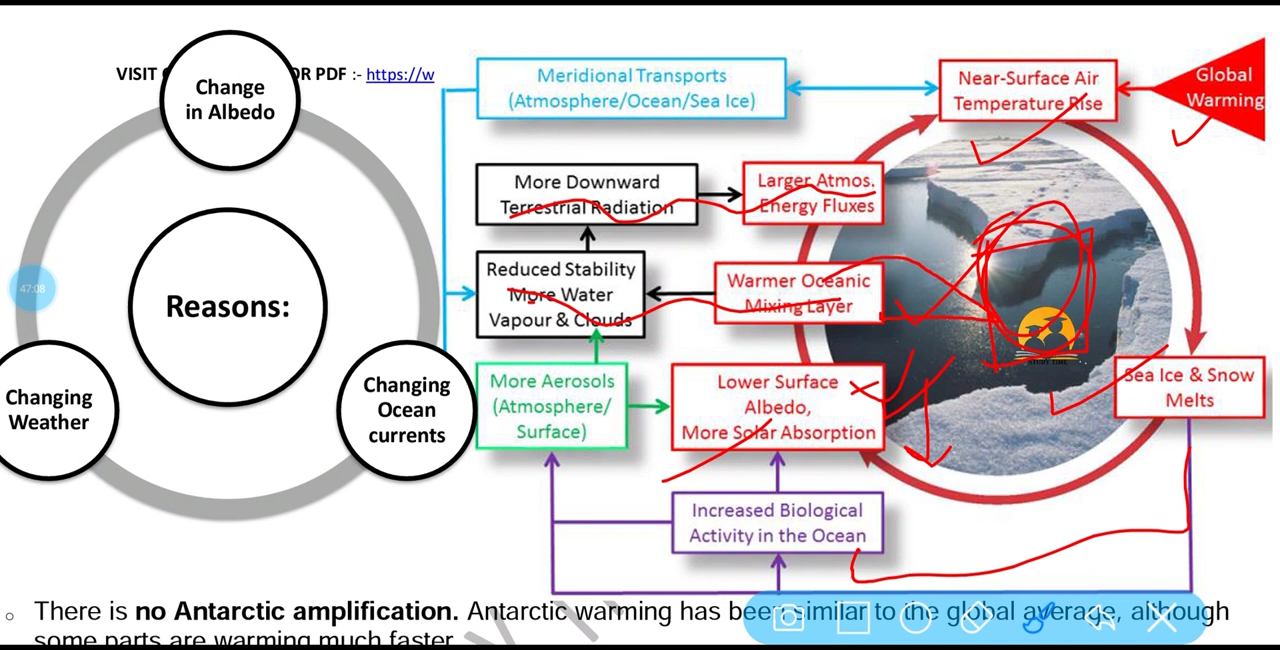 VISIT
OR PDF :- https://w
Change
in Albedo
Reasons:
Changing
Weather
Changing
Ocean
currents
47:08
Meridional Transports
(Atmosphere/Ocean/Sea Ice)
Near-Surface Air
Temperature Rise
Global
Warming
More Downward
Terrestrial Radiation
Larger Atmos.
Energy Fluxes
Reduced Stability
More Water
Vapour & Clouds
Warmer Oceanic
Mixing Layer
More Aerosols
(Atmosphere/
Surface)
Lower Surface
Albedo,
More Solar Absorption
Sea Ice & Snow
Melts
Increased Biological
Activity in the Ocean
○ There is no Antarctic amplification. Antarctic warming has been similar to the global average, although
some parts are warming much faster.